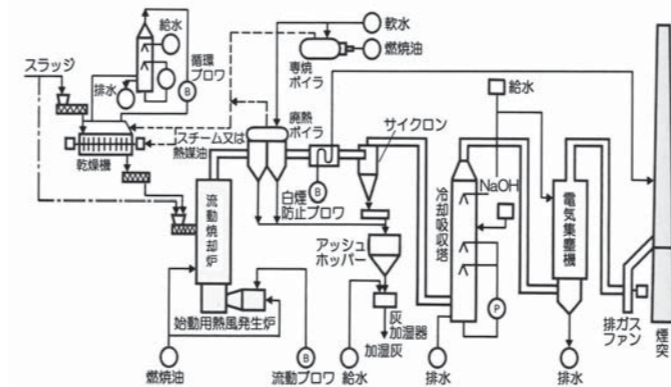 給水
スラッジ
循環
ブロワ
排水
B
乾燥機
スチーム又は
熱媒油
軟水
燃焼油
専焼
ボイラ
廃熱
ボイラ
サイクロン
白煙
防止ブロワ
B
流動焼却炉
アッシュ
ホッパー
始動用熱風発生炉
燃焼油
B
流動ブロワ
給水
灰
加湿器
加湿灰
冷却吸収塔
NaOH
給水
P
排水
電気集塵機
排水
排ガス
ファン
煙突